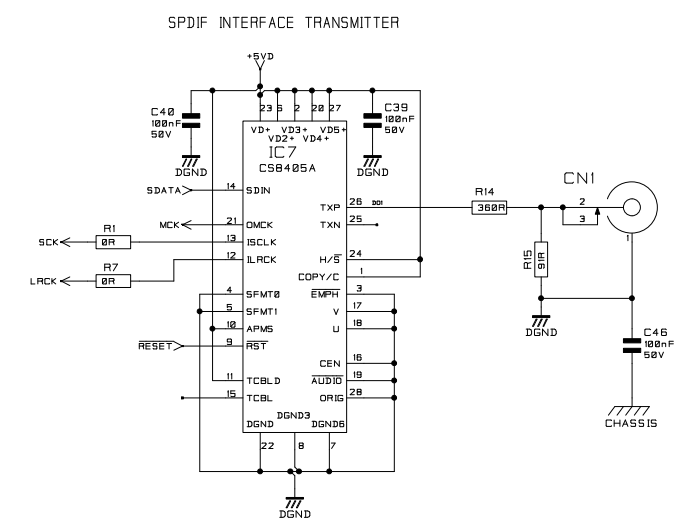 SPDIF INTERFACE TRANSMITTER
+5VD
C40
100nF
50V
DGND
23 6 2 20 27
VD+ VD3+ VD5+
VD2+ VD4+
C39
100nF
50V
DGND
IC7
CS8405A
SDATA 14 SDIN
MCK 21 OMCK
SCK R1 0R 13 ISCLK
LRCK R7 0R 12 ILRCK
4 SFMT0
5 SFMT1
10 APMS
RESET 9 RST
11 TCBLD
15 TCBL
TXP 26 DO1
TXN 25
H/S 24
COPY/C 1
EMPH 3
V 17
U 18
CEN 16
AUDIO 19
ORIG 28
DGND3
DGND DGND6
22 8 7
DGND
R14
360R
CN1
2
3
1
R15
91R
DGND
C46
100nF
50V
CHASSIS